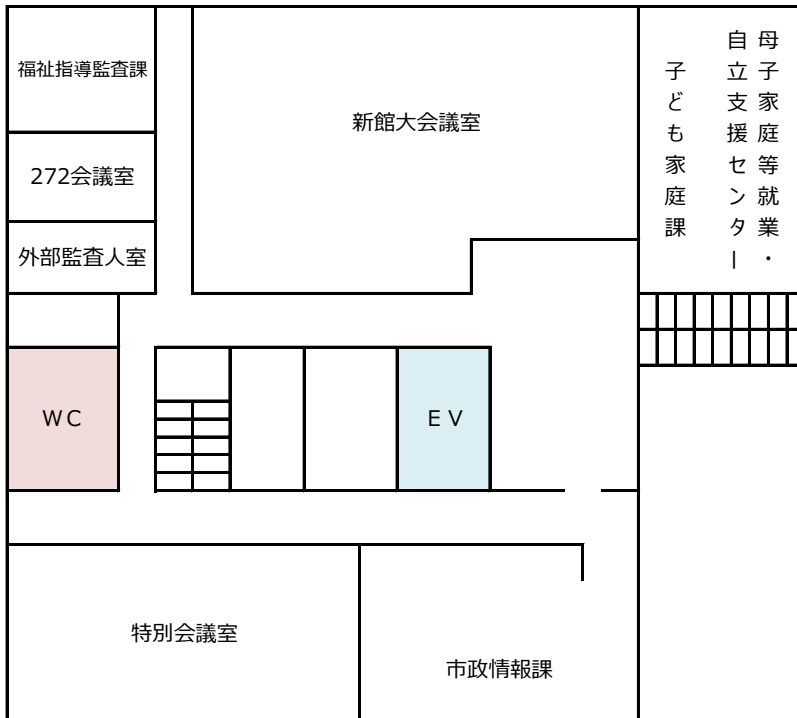 福祉指導監査課
新館大会議室
母子家庭等就業・
自立支援センター
子ども家庭課
272会議室
外部監査人室
WC
EV
特別会議室
市政情報課